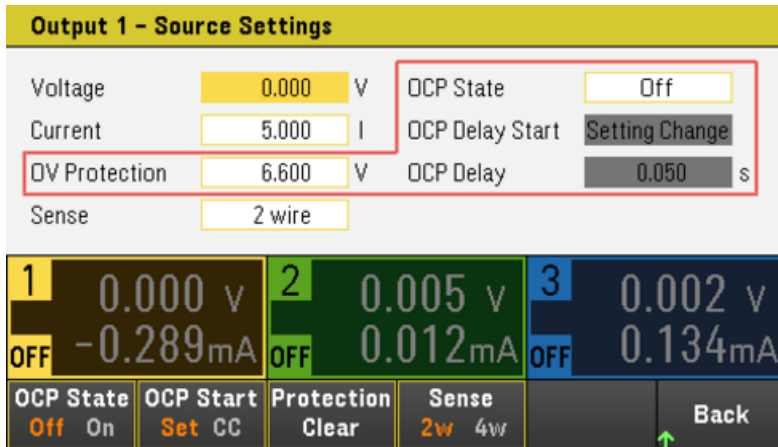 Output 1 – Source Settings
Voltage 0.000 V OCP State Off
Current 5.000 I OCP Delay Start Setting Change
OV Protection 6.600 V OCP Delay 0.050 s
Sense 2 wire
1 0.000 V 2 0.005 V 3 0.002 V
OFF -0.289mA OFF 0.012mA OFF 0.134mA
OCP State OCP Start Protection Sense
Off On Set CC Clear 2w 4w Back